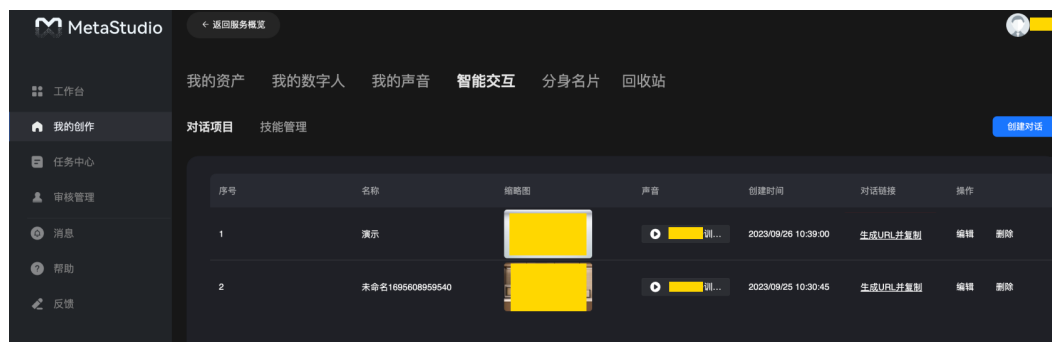 MetaStudio
← 返回服务概览
工作台
我的创作
任务中心
审核管理
消息
帮助
反馈
我的资产 我的数字人 我的声音 智能交互 分身名片 回收站
对话项目 技能管理 创建对话
序号 名称 缩略图 声音 创建时间 对话链接 操作
1 演示 训... 2023/09/26 10:39:00 生成URL并复制 编辑 删除
2 未命名1695608959540 训... 2023/09/25 10:30:45 生成URL并复制 编辑 删除